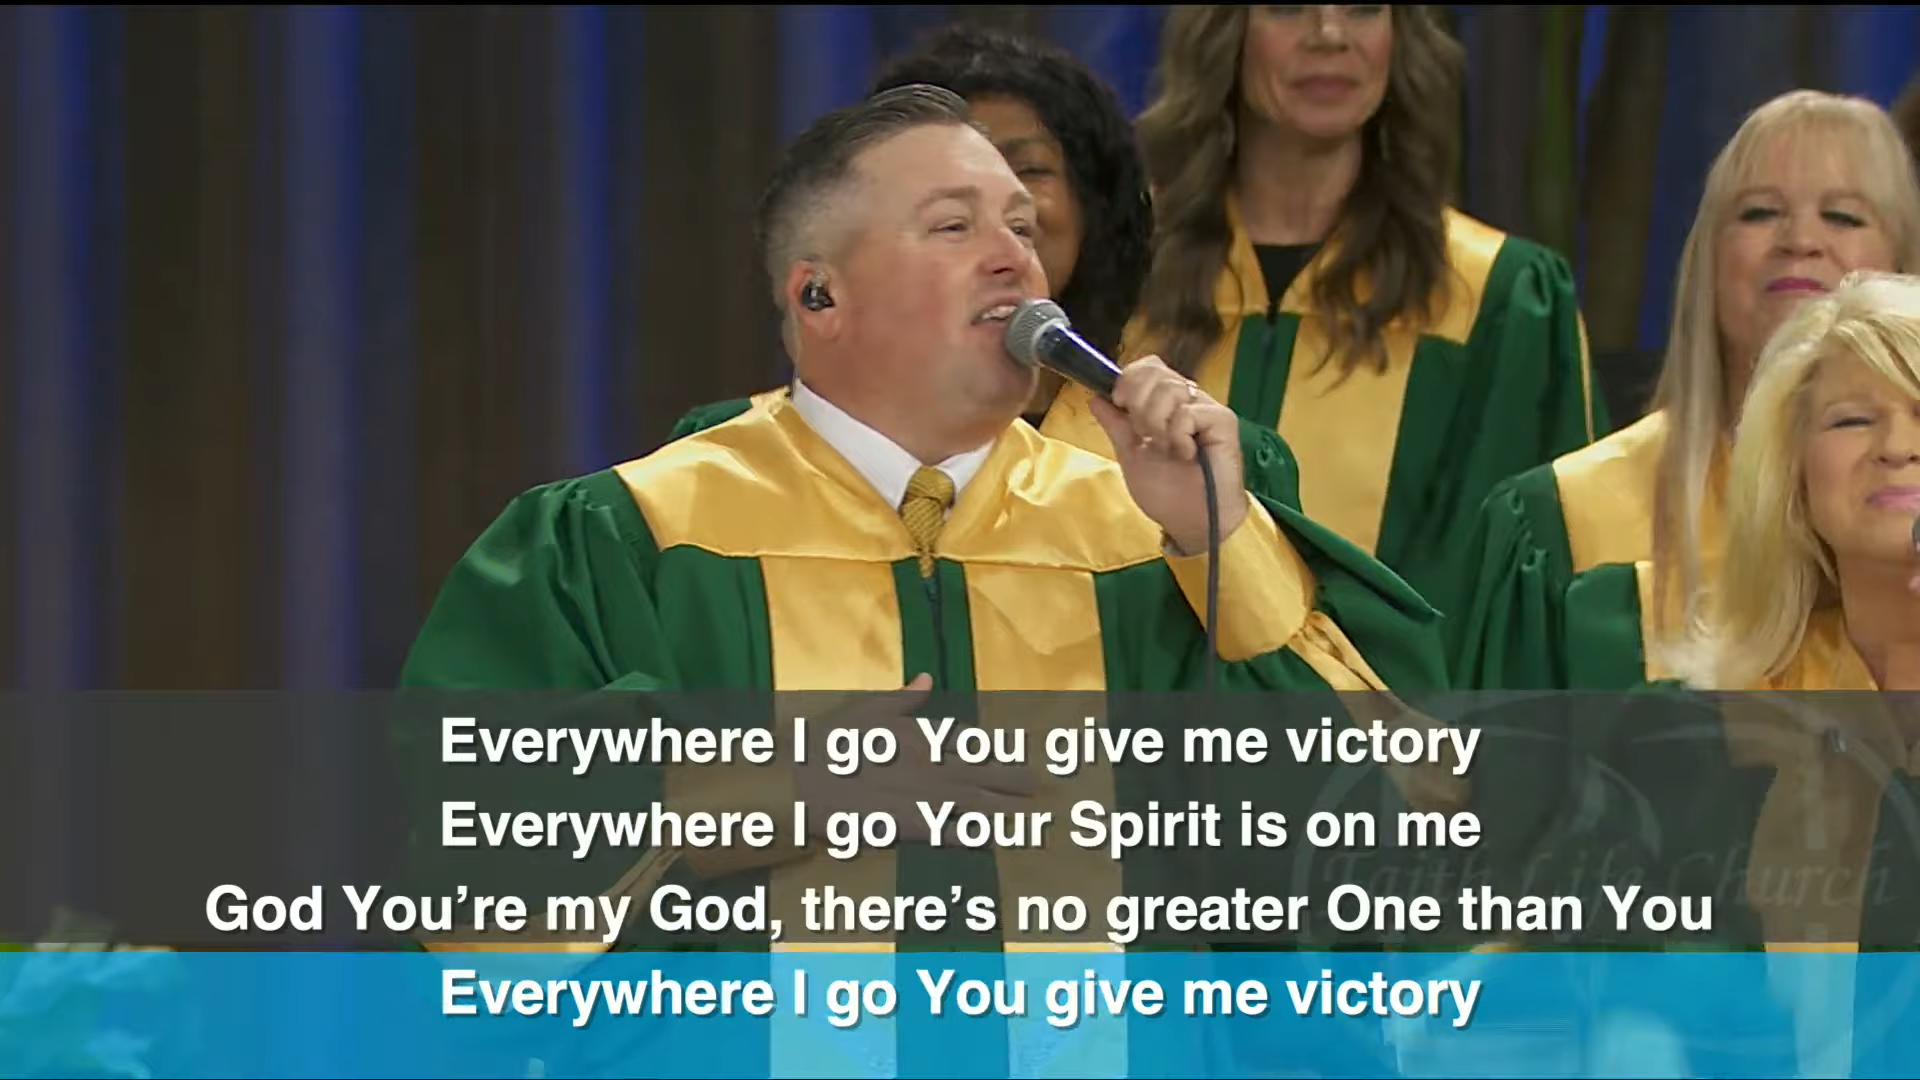 Everywhere I go You give me victory
Everywhere I go Your Spirit is on me
God You’re my God, there’s no greater One than You
Everywhere I go You give me victory
Faith Life Church